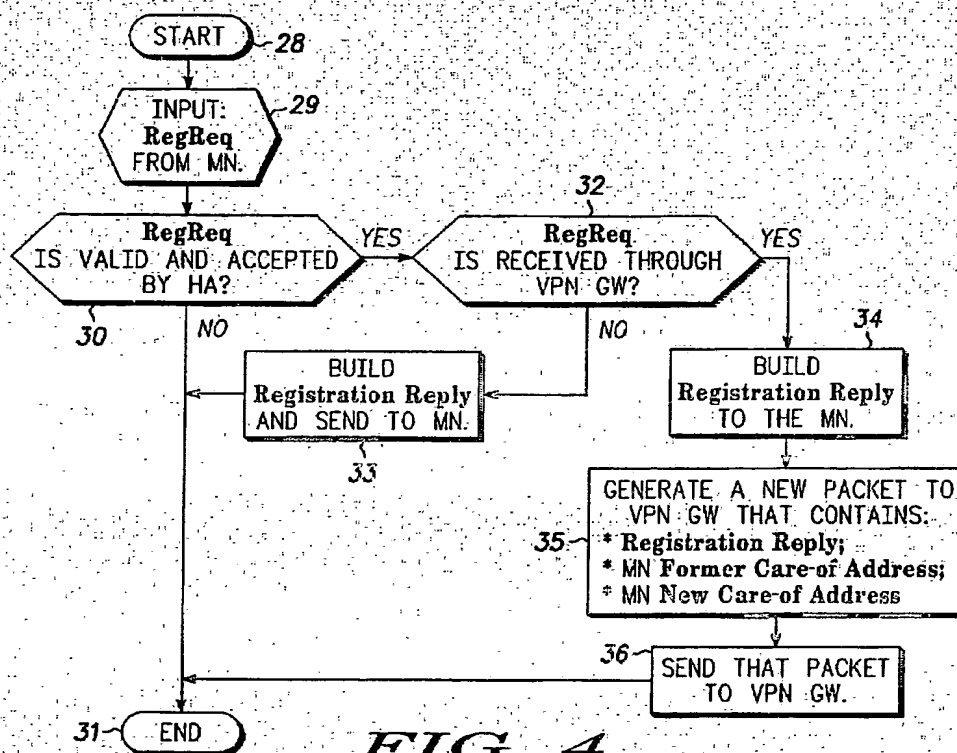 START
28
INPUT:
RegReq
FROM MN.
29
RegReq
IS VALID AND ACCEPTED
BY HA?
30
YES
NO
32
RegReq
IS RECEIVED THROUGH
VPN GW?
YES
NO
BUILD
Registration Reply
AND SEND TO MN.
33
34
BUILD
Registration Reply
TO THE MN.
GENERATE A NEW PACKET TO
VPN GW THAT CONTAINS:
* Registration Reply;
* MN Former Care-of Address;
* MN New Care-of Address
35
36
SEND THAT PACKET
TO VPN GW.
31
END
FIG. 4